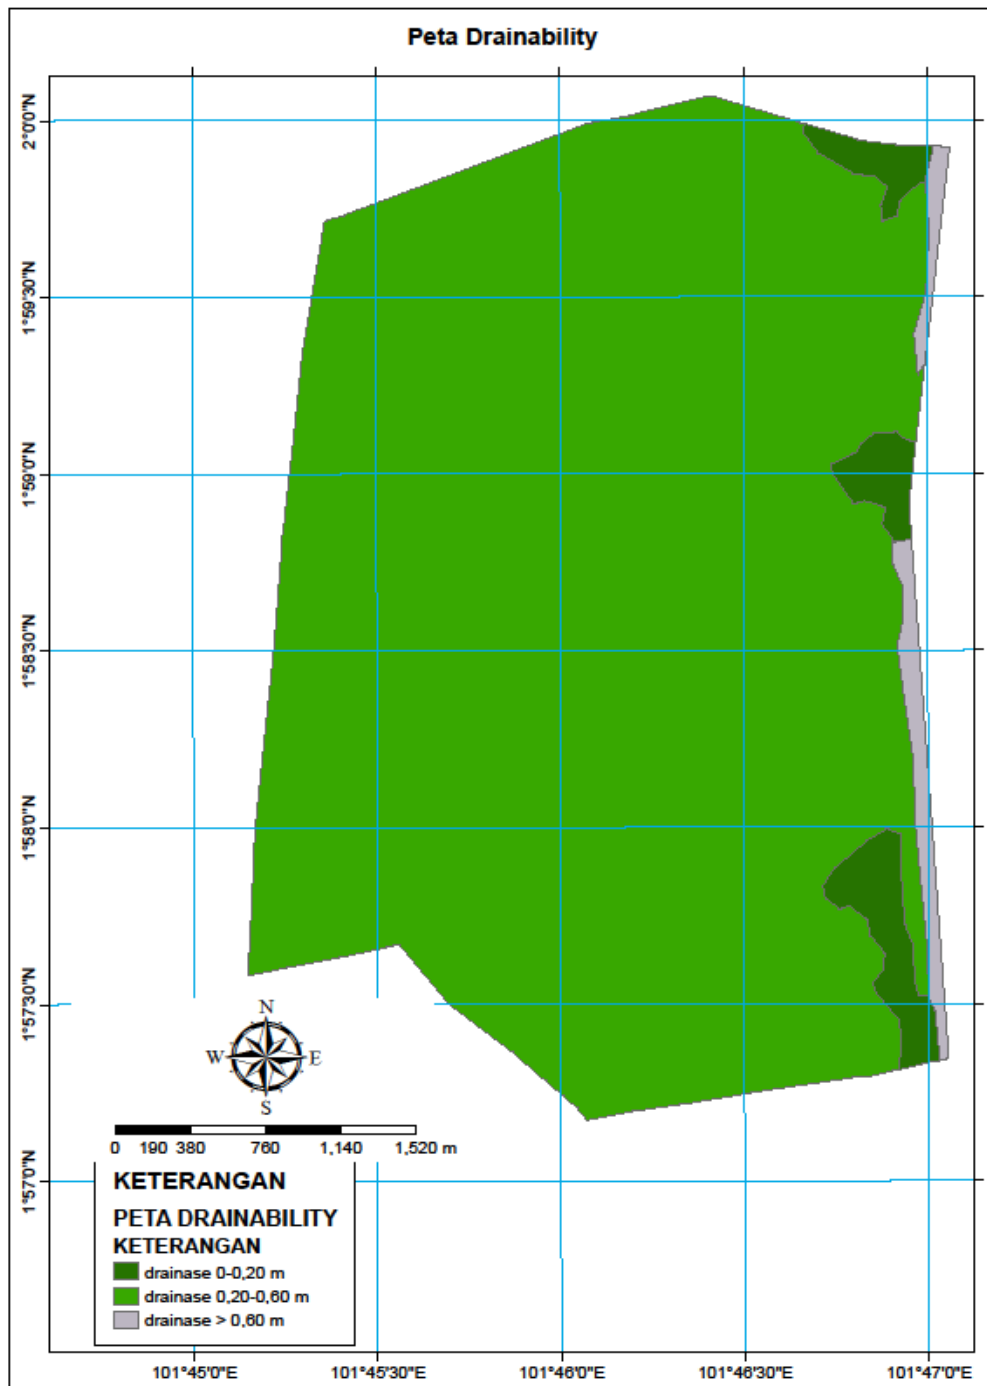 Peta Drainability
2°0'0"N
1°59'30"N
1°59'0"N
1°58'30"N
1°58'0"N
1°57'30"N
1°57'0"N
N
W E
S
0 190 380 760 1,140 1,520 m
KETERANGAN
PETA DRAINABILITY
KETERANGAN
drainase 0-0,20 m
drainase 0,20-0,60 m
drainase > 0,60 m
101°45'0"E 101°45'30"E 101°46'0"E 101°46'30"E 101°47'0"E